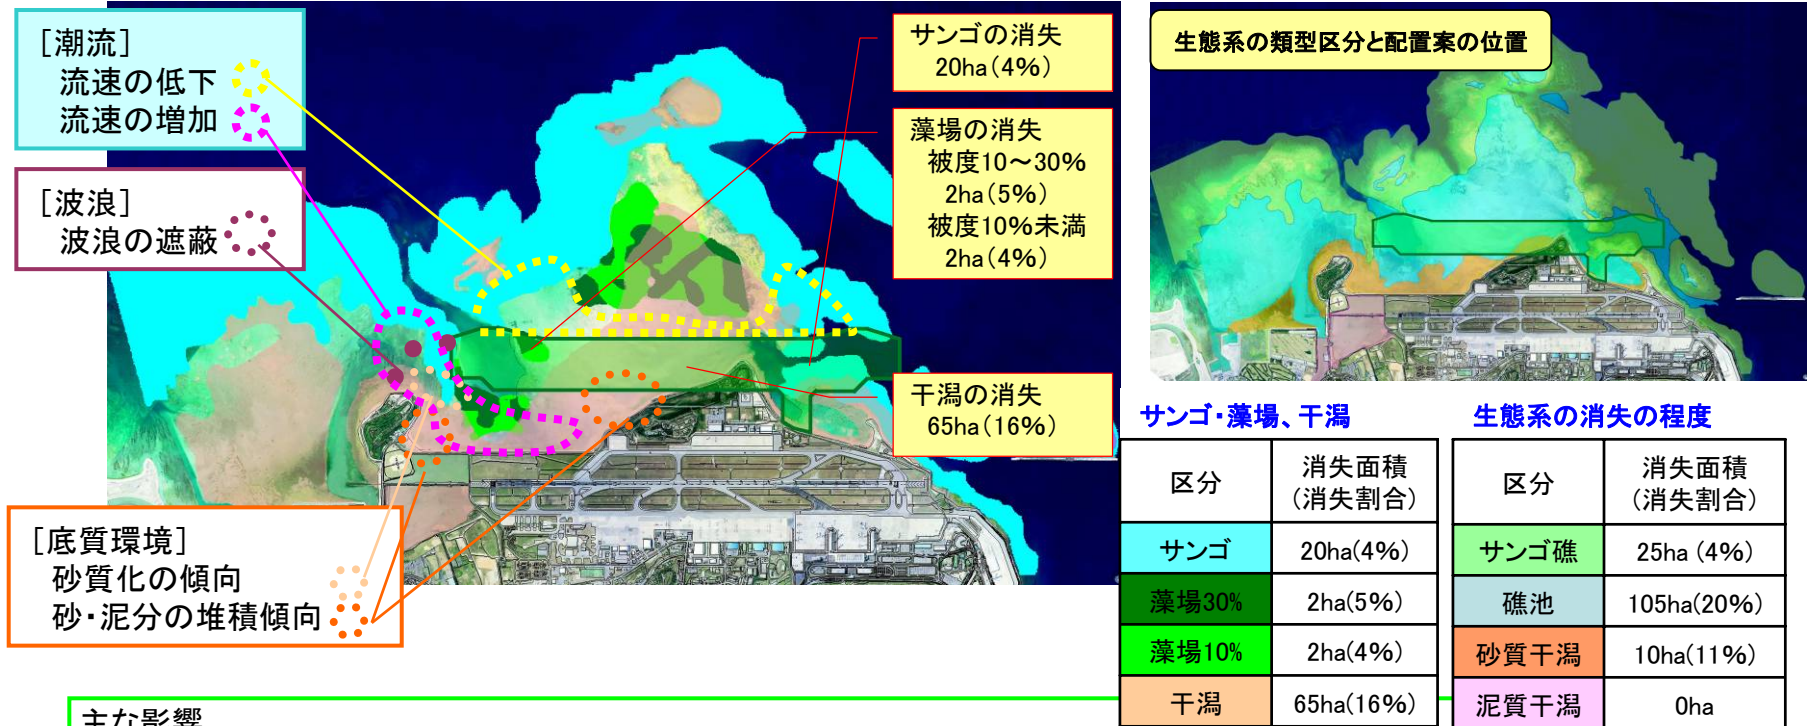 [潮流]
流速の低下
流速の増加
[波浪]
波浪の遮蔽
サンゴの消失
20ha(4%)
藻場の消失
被度10～30%
2ha(5%)
被度10%未満
2ha(4%)
干潟の消失
65ha(16%)
[底質環境]
砂質化の傾向
砂・泥分の堆積傾向
生態系の類型区分と配置案の位置
サンゴ・藻場、干潟
区分 消失面積
(消失割合)
サンゴ 20ha(4%)
藻場30% 2ha(5%)
藻場10% 2ha(4%)
干潟 65ha(16%)
生態系の消失の程度
区分 消失面積
(消失割合)
サンゴ礁 25ha (4%)
礁池 105ha(20%)
砂質干潟 10ha(11%)
泥質干潟 0ha
主な影響